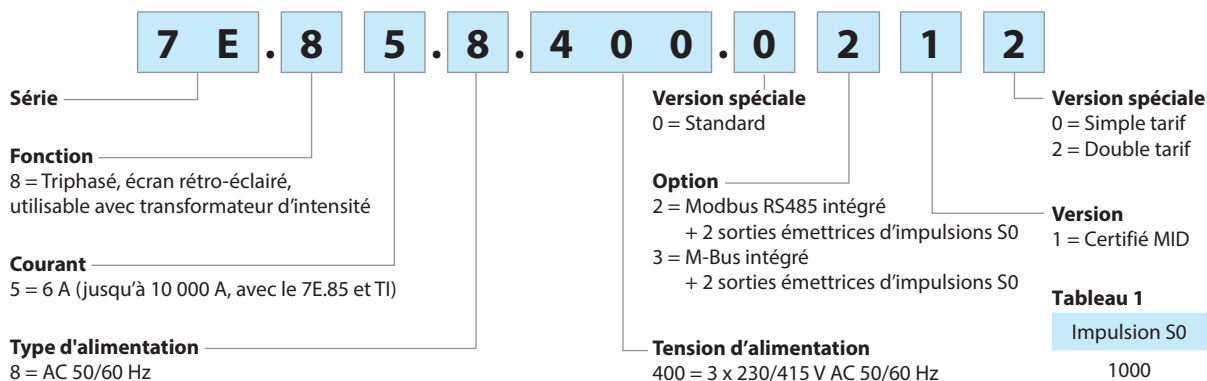 7 E . 8 5 . 8 . 4 0 0 . 0 2 1 2
Série
Fonction
8 = Triphasé, écran rétro-éclairé,
utilisable avec transformateur d'intensité
Courant
5 = 6 A (jusqu'à 10 000 A, avec le 7E.85 et TI)
Type d'alimentation
8 = AC 50/60 Hz
Version spéciale
0 = Standard
Option
2 = Modbus RS485 intégré
+ 2 sorties émettrices d'impulsions S0
3 = M-Bus intégré
+ 2 sorties émettrices d'impulsions S0
Tension d'alimentation
400 = 3 x 230/415 V AC 50/60 Hz
Version spéciale
0 = Simple tarif
2 = Double tarif
Version
1 = Certifié MID
Tableau 1
Impulsion S0
1000